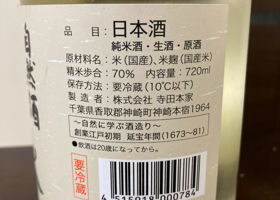 品　目：日本酒
純米酒・生酒・原酒
原材料名：米（国産）、米麹（国産米）
精米歩合：70%　内容量：720ml
保存方法：要冷蔵（10℃以下）
製造者：株式会社 寺田本家
千葉県香取郡神崎町神崎本宿1964
〜自然に学ぶ酒造り〜
創業江戸初期 延宝年間（1673〜81）
●飲酒は20歳になってから。
要冷蔵
4 515918 000784